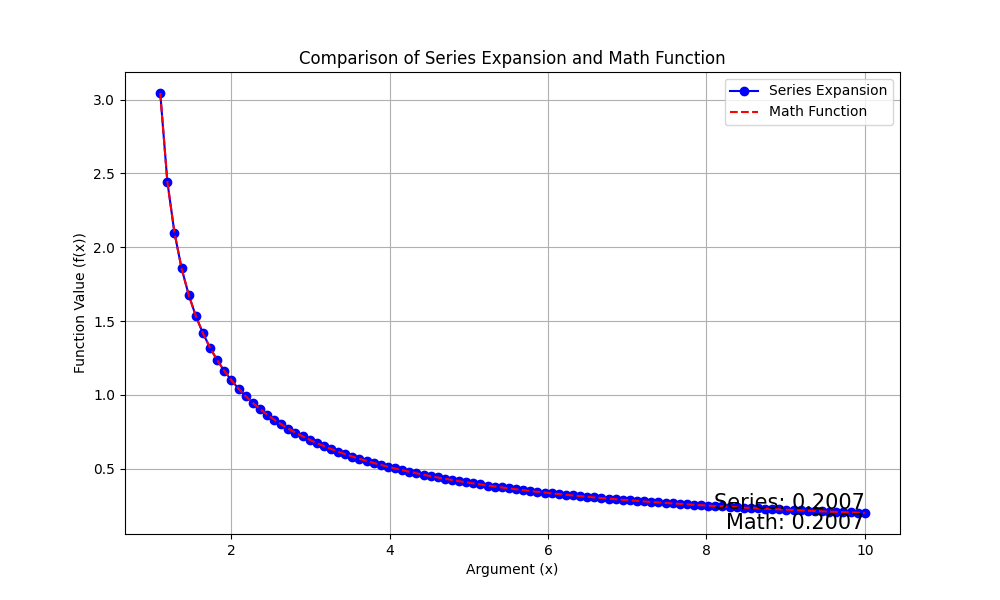 Comparison of Series Expansion and Math Function
Series Expansion
Math Function
3.0
2.5
2.0
1.5
1.0
0.5
Function Value (f(x))
Series: 0.2007
Math: 0.2007
2
4
6
8
10
Argument (x)